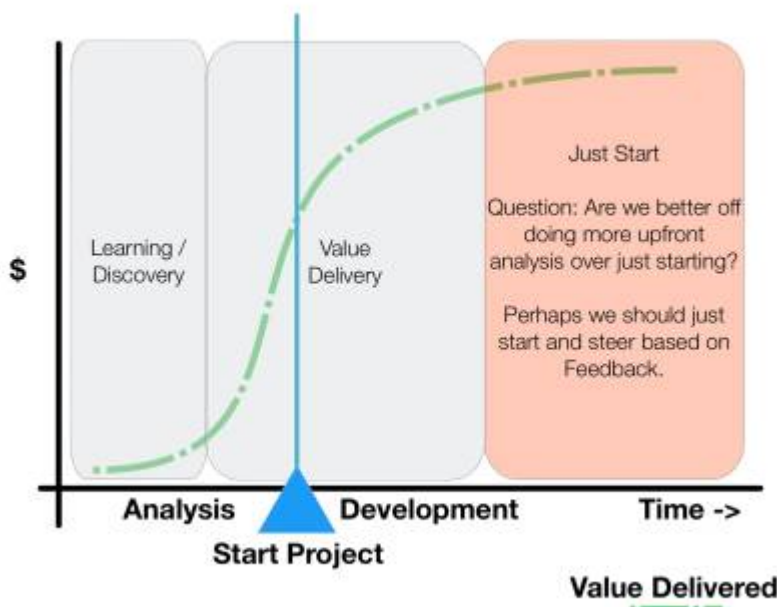 $
Learning /
Discovery
Value
Delivery
Just Start
Question: Are we better off
doing more upfront
analysis over just starting?
Perhaps we should just
start and steer based on
Feedback.
Analysis
Development
Time ->
Start Project
Value Delivered